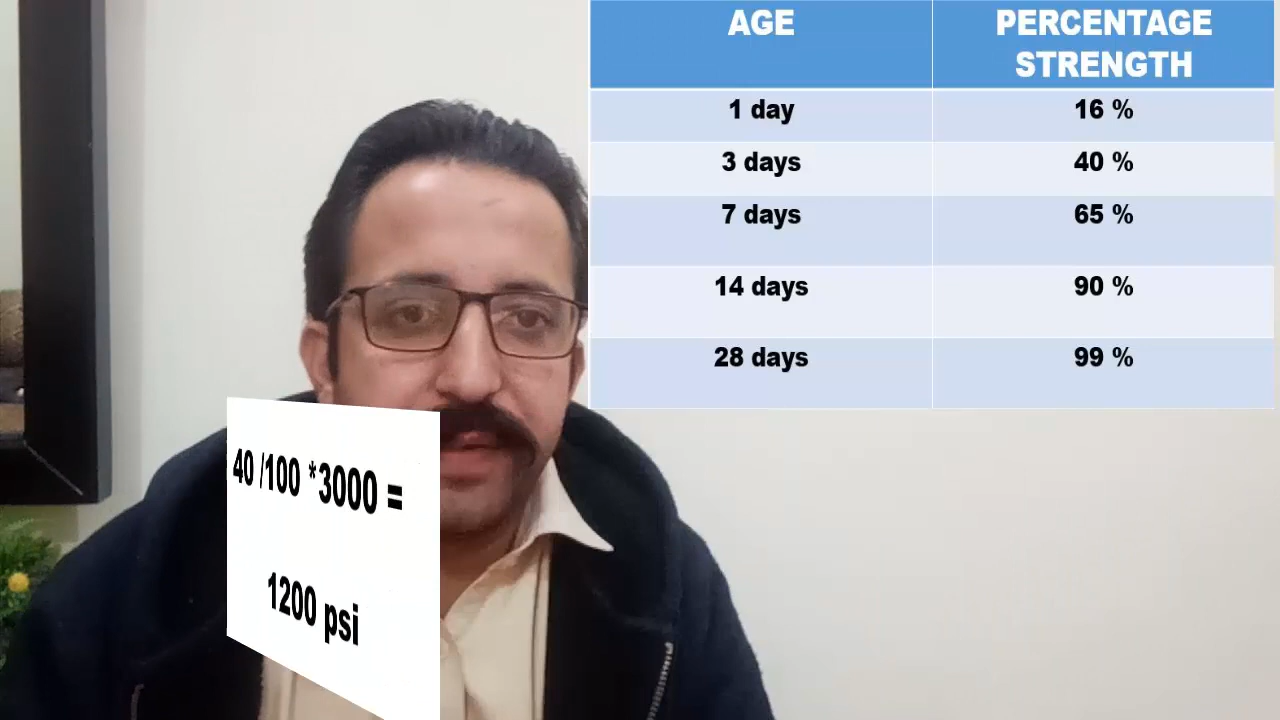 AGE PERCENTAGE
STRENGTH
1 day 16 %
3 days 40 %
7 days 65 %
14 days 90 %
28 days 99 %
40 /100 *3000 =
1200 psi